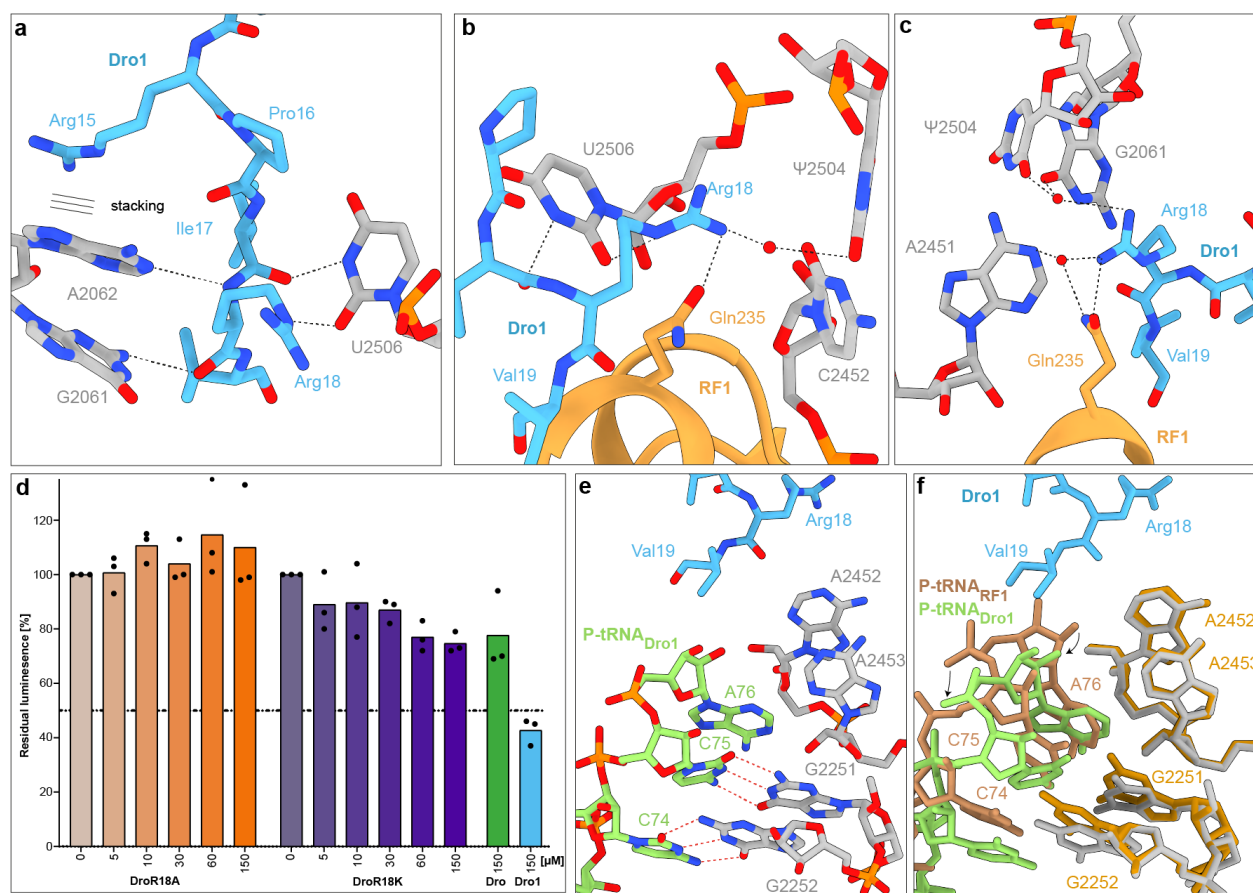 a
Dro1
Arg15
Pro16
stacking
Ile17
A2062
U2506
G2061
Arg18
b
U2506
Ψ2504
Arg18
Gln235
Dro1
Val19
RF1
C2452
c
Ψ2504
G2061
Arg18
A2451
Dro1
Gln235
Val19
RF1
d
Residual luminesence [%]
120
100
80
60
40
20
0
0 5 10 30 60 150 0 5 10 30 60 150 150 150 [µM]
DroR18A DroR18K Dro Dro1
e
Arg18
Val19
A2452
P-tRNADro1
A2453
A76
C75
G2251
C74
G2252
f
Dro1
Arg18
Val19
P-tRNARF1
P-tRNADro1
A2452
A2453
A76
C75
G2251
C74
G2252